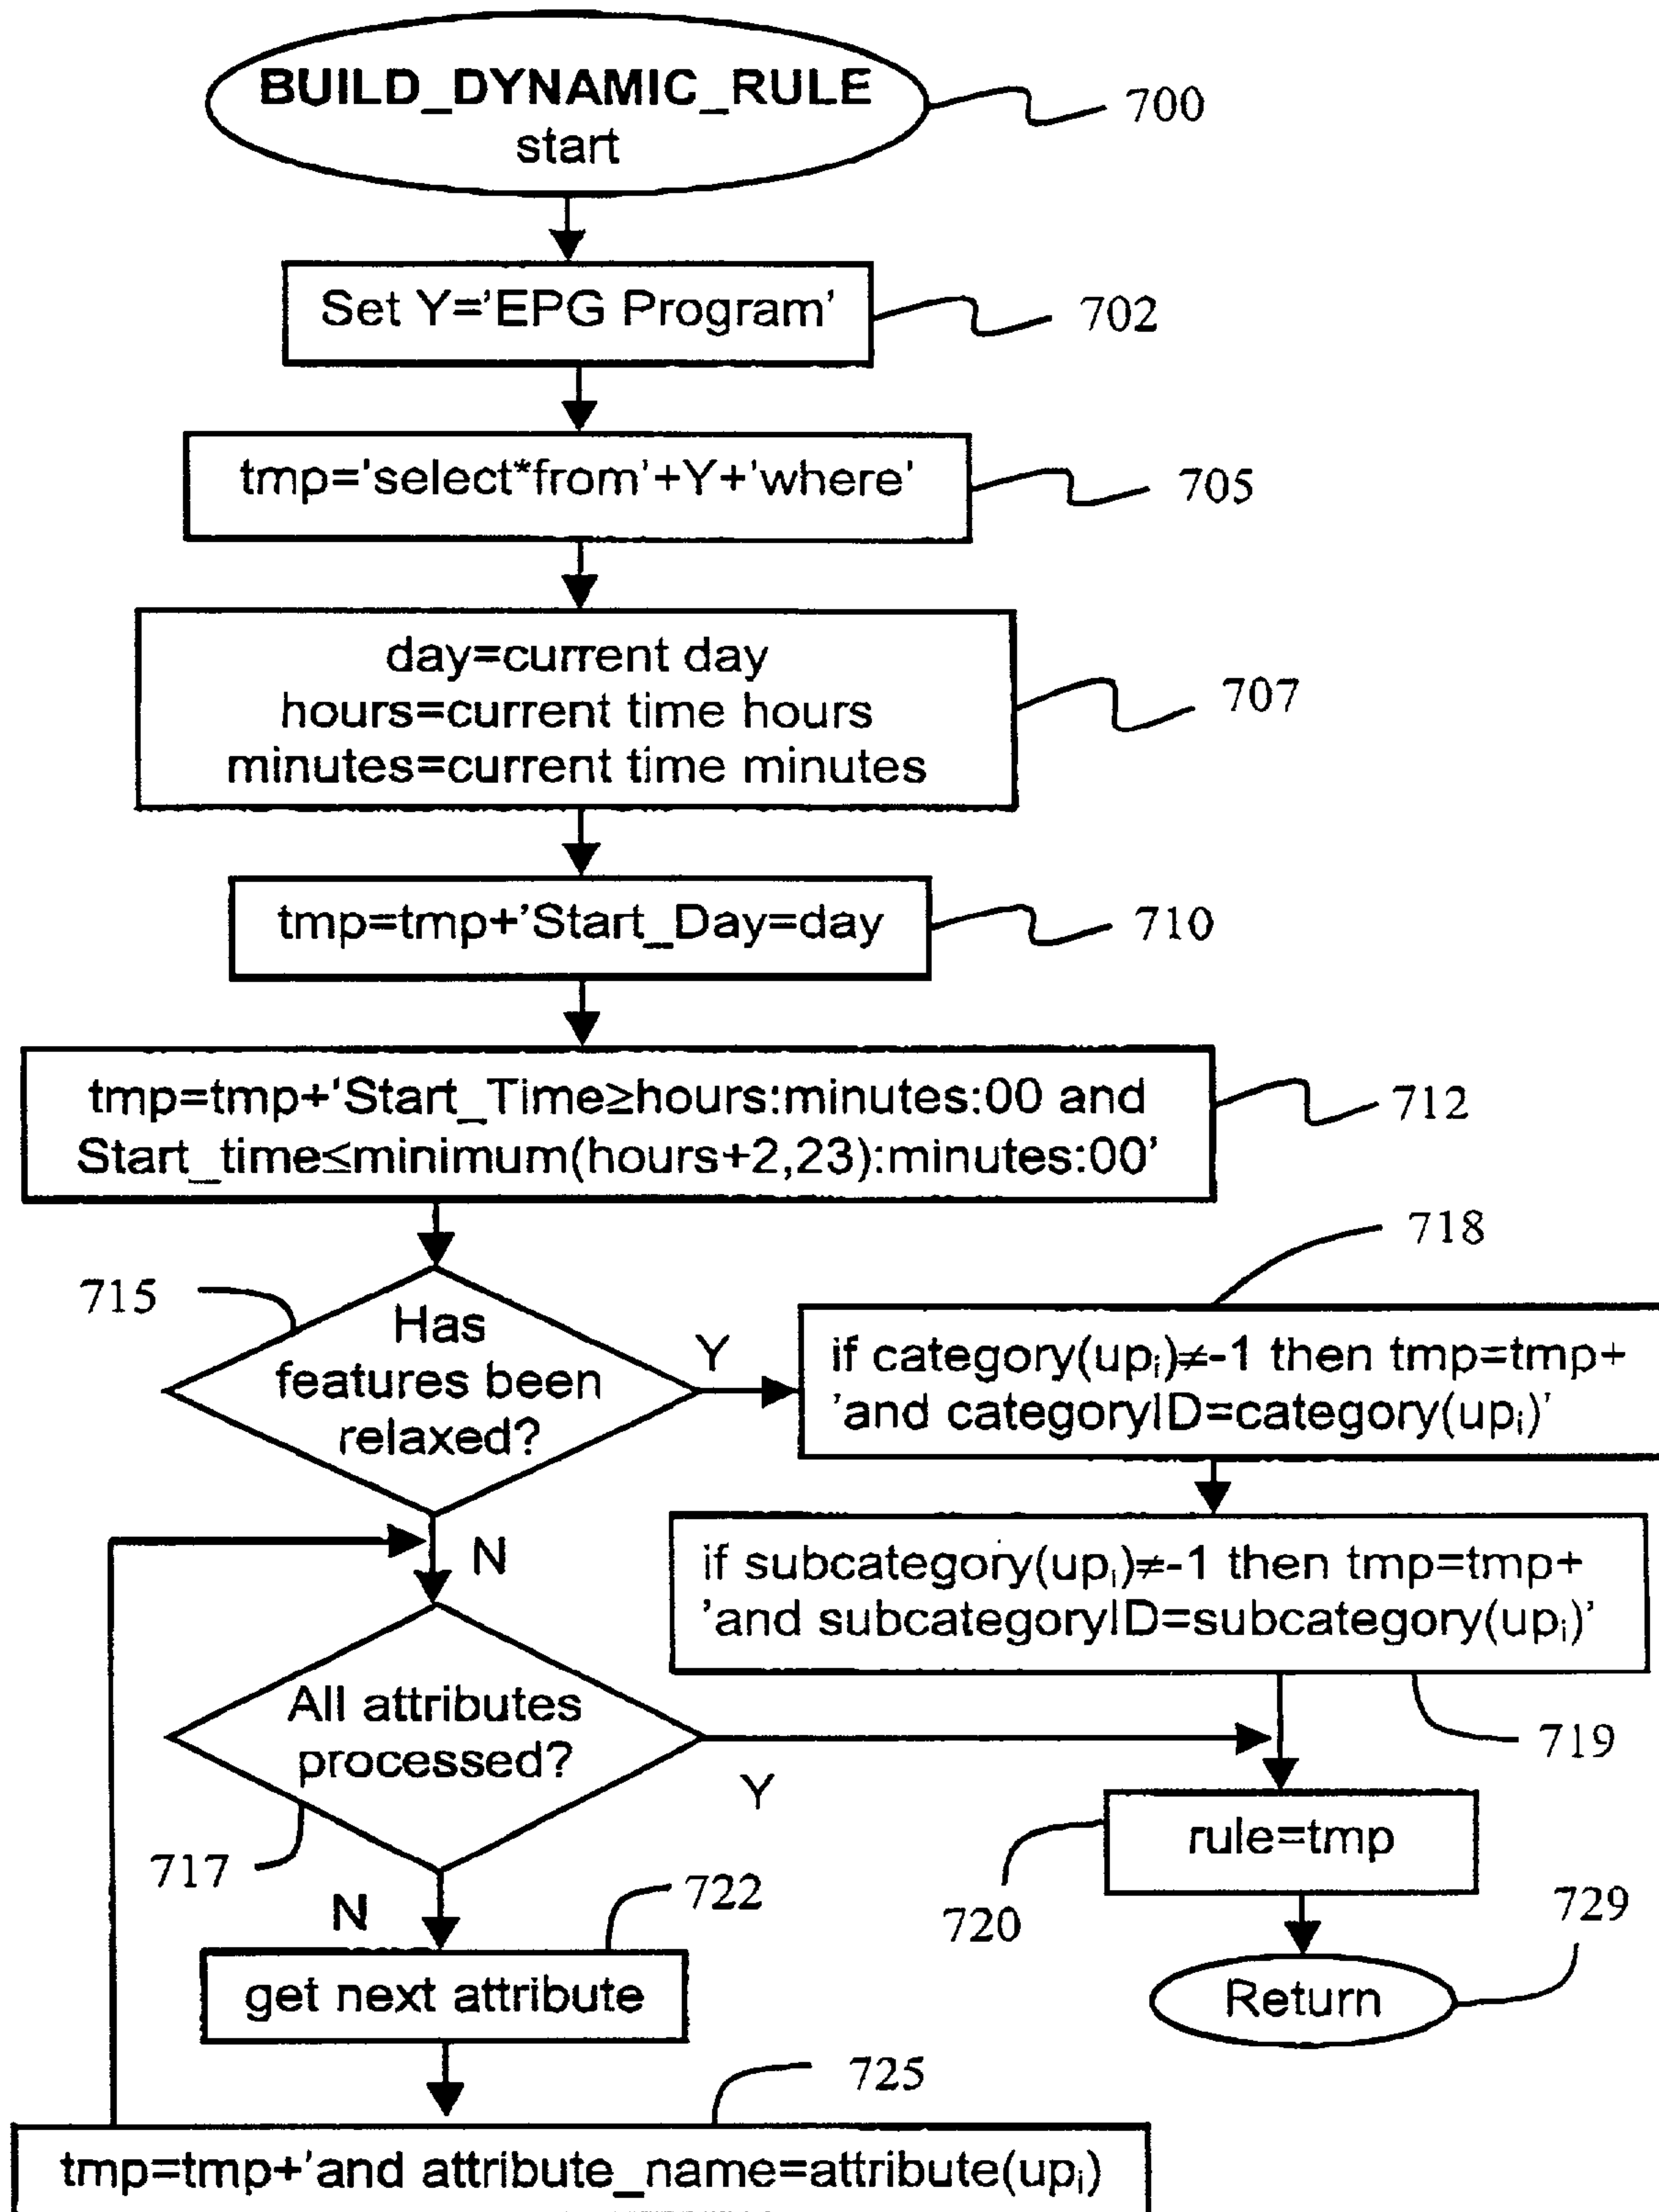 BUILD_DYNAMIC_RULE
start
700
Set Y='EPG Program'
702
tmp='select*from'+Y+'where'
705
day=current day
hours=current time hours
minutes=current time minutes
707
tmp=tmp+'Start_Day=day
710
tmp=tmp+'Start_Time≥hours:minutes:00 and
Start_time≤minimum(hours+2,23):minutes:00'
712
715
Has
features been
relaxed?
Y
718
if category(upᵢ)≠-1 then tmp=tmp+
'and categoryID=category(upᵢ)'
N
if subcategory(upᵢ)≠-1 then tmp=tmp+
'and subcategoryID=subcategory(upᵢ)'
719
All attributes
processed?
Y
717
N
rule=tmp
720
722
get next attribute
729
Return
725
tmp=tmp+'and attribute_name=attribute(upᵢ)